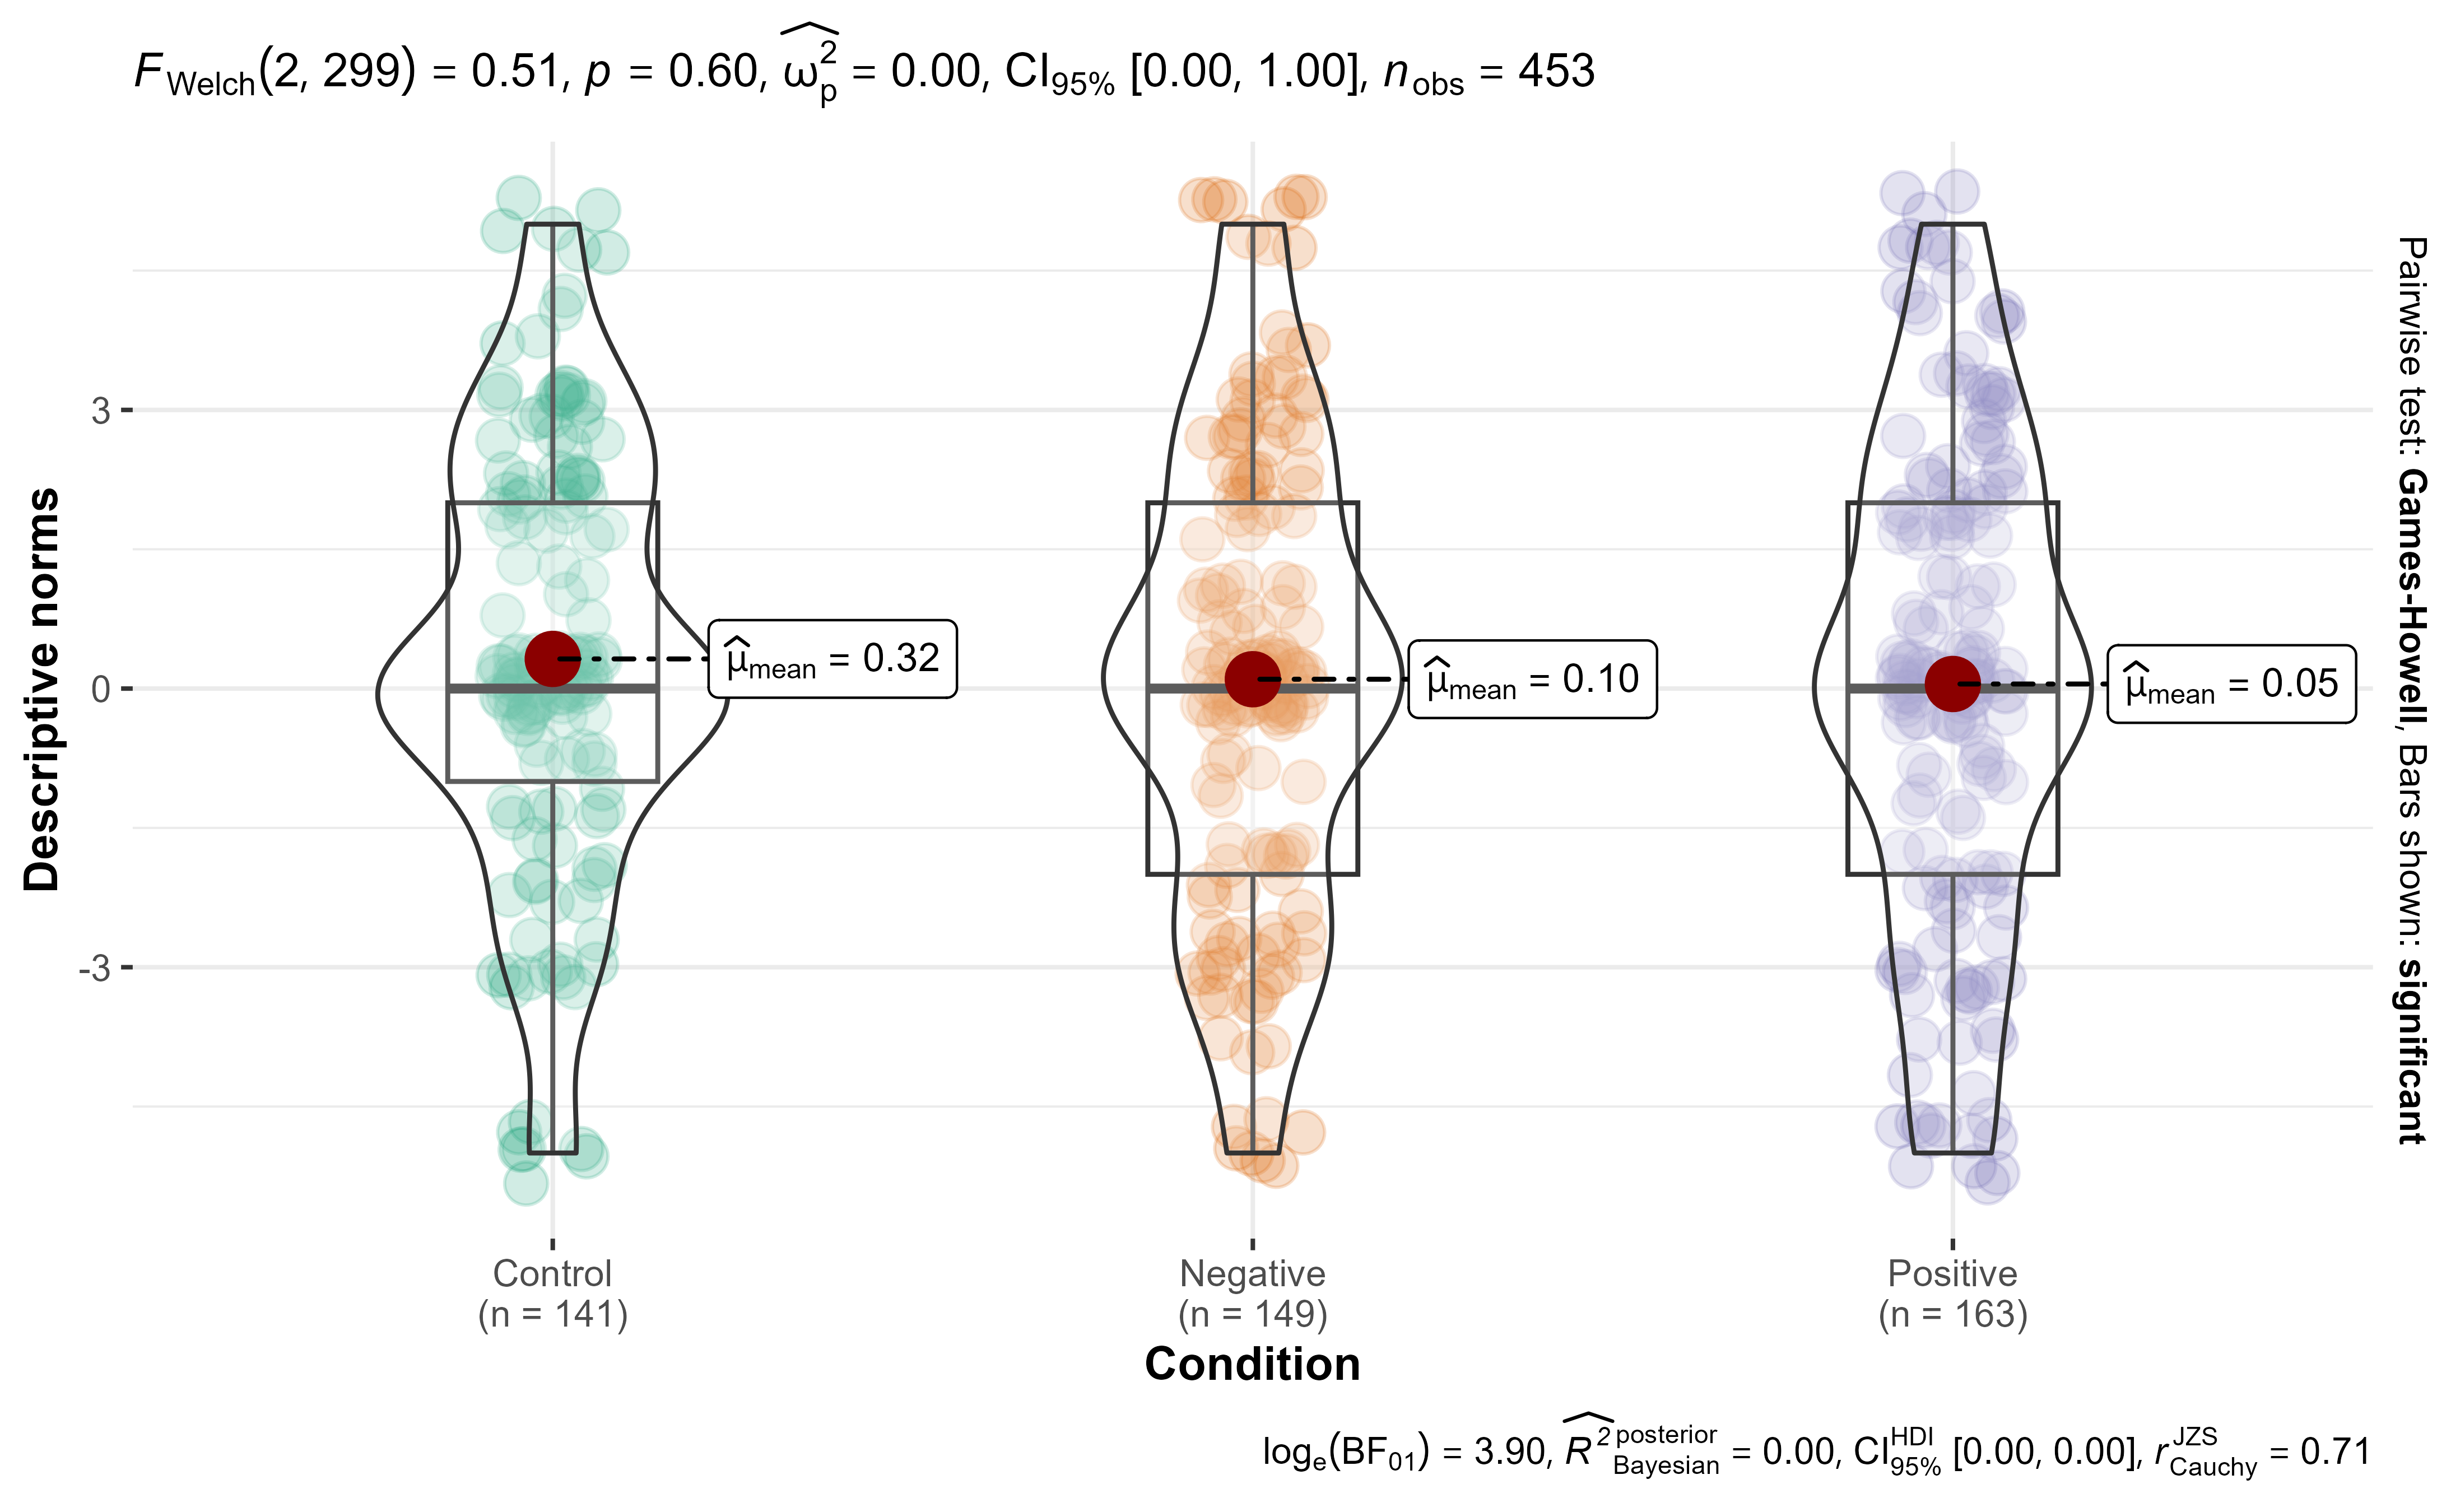 F_Welch(2, 299) = 0.51, p = 0.60, ω̂²_p = 0.00, CI_95% [0.00, 1.00], n_obs = 453
Descriptive norms
3
0
-3
μ̂_mean = 0.32
μ̂_mean = 0.10
μ̂_mean = 0.05
Pairwise test: Games-Howell, Bars shown: significant
Control
(n = 141)
Negative
(n = 149)
Positive
(n = 163)
Condition
log_e(BF_01) = 3.90, R̂²^posterior_Bayesian = 0.00, CI^HDI_95% [0.00, 0.00], r^JZS_Cauchy = 0.71